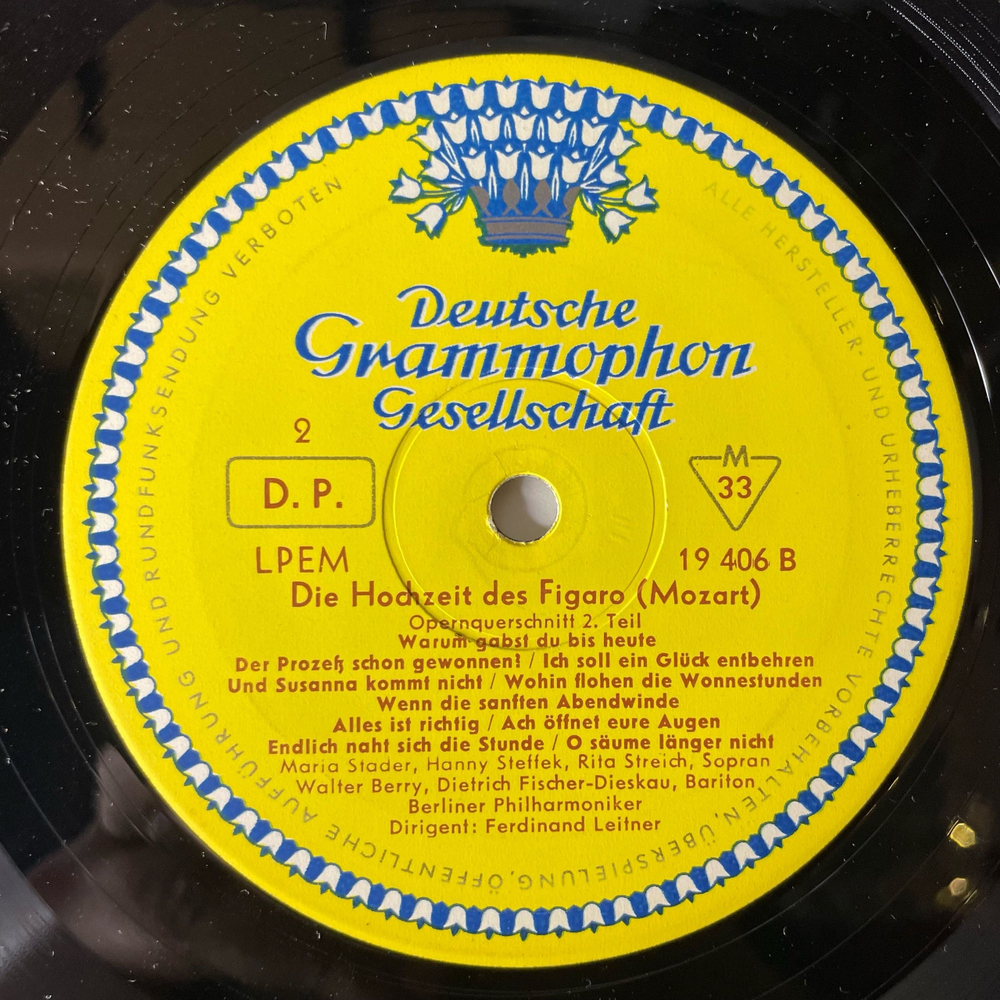 Deutsche
Grammophon
Gesellschaft
2
D. P.
M
33
LPEM
19 406 B
Die Hochzeit des Figaro (Mozart)
Opernquerschnitt 2. Teil
Warum gabst du bis heute
Der Prozeß schon gewonnen? / Ich soll ein Glück entbehren
Und Susanna kommt nicht / Wohin flohen die Wonnestunden
Wenn die sanften Abendwinde
Alles ist richtig / Ach öffnet eure Augen
Endlich naht sich die Stunde / O säume länger nicht
Maria Stader, Hanny Steffek, Rita Streich, Sopran
Walter Berry, Dietrich Fischer-Dieskau, Bariton
Berliner Philharmoniker
Dirigent: Ferdinand Leitner
ALLE HERSTELLER- UND URHEBERRECHTE VORBEHALTEN, ÜBERSPIELUNG, ÖFFENTLICHE AUFFÜHRUNG UND RUNDFUNKSENDUNG VERBOTEN